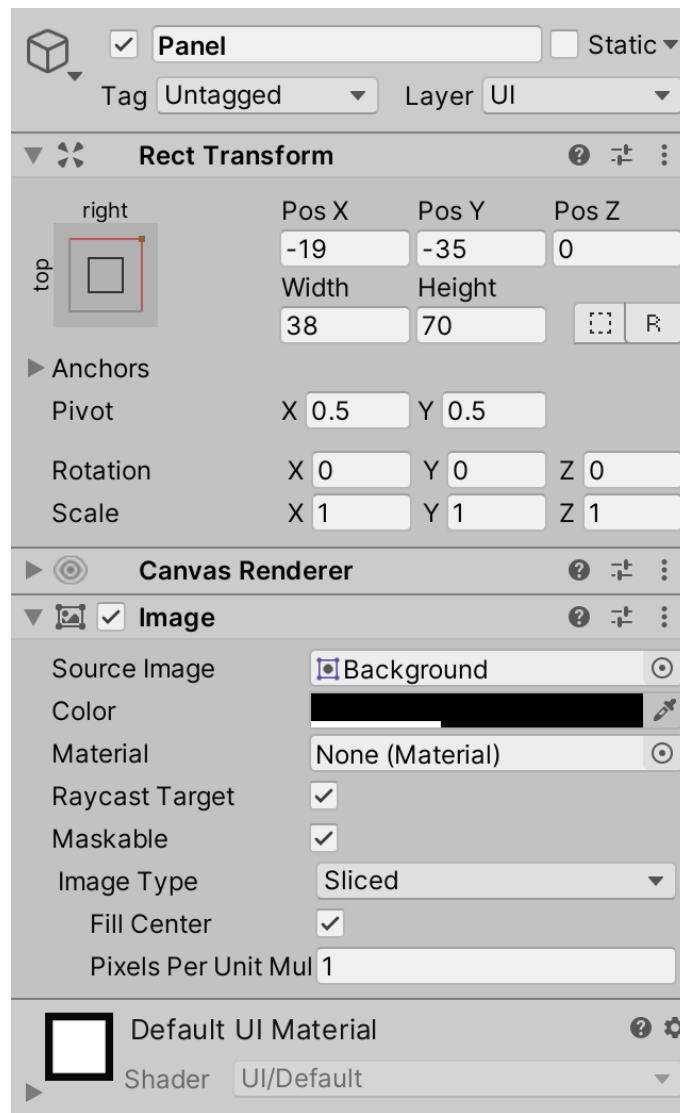 Panel Static
Tag Untagged Layer UI
Rect Transform
right Pos X Pos Y Pos Z
top -19 -35 0
Width Height
38 70 R
Anchors
Pivot X 0.5 Y 0.5
Rotation X 0 Y 0 Z 0
Scale X 1 Y 1 Z 1
Canvas Renderer
Image
Source Image Background
Color
Material None (Material)
Raycast Target
Maskable
Image Type Sliced
Fill Center
Pixels Per Unit Mul 1
Default UI Material
Shader UI/Default